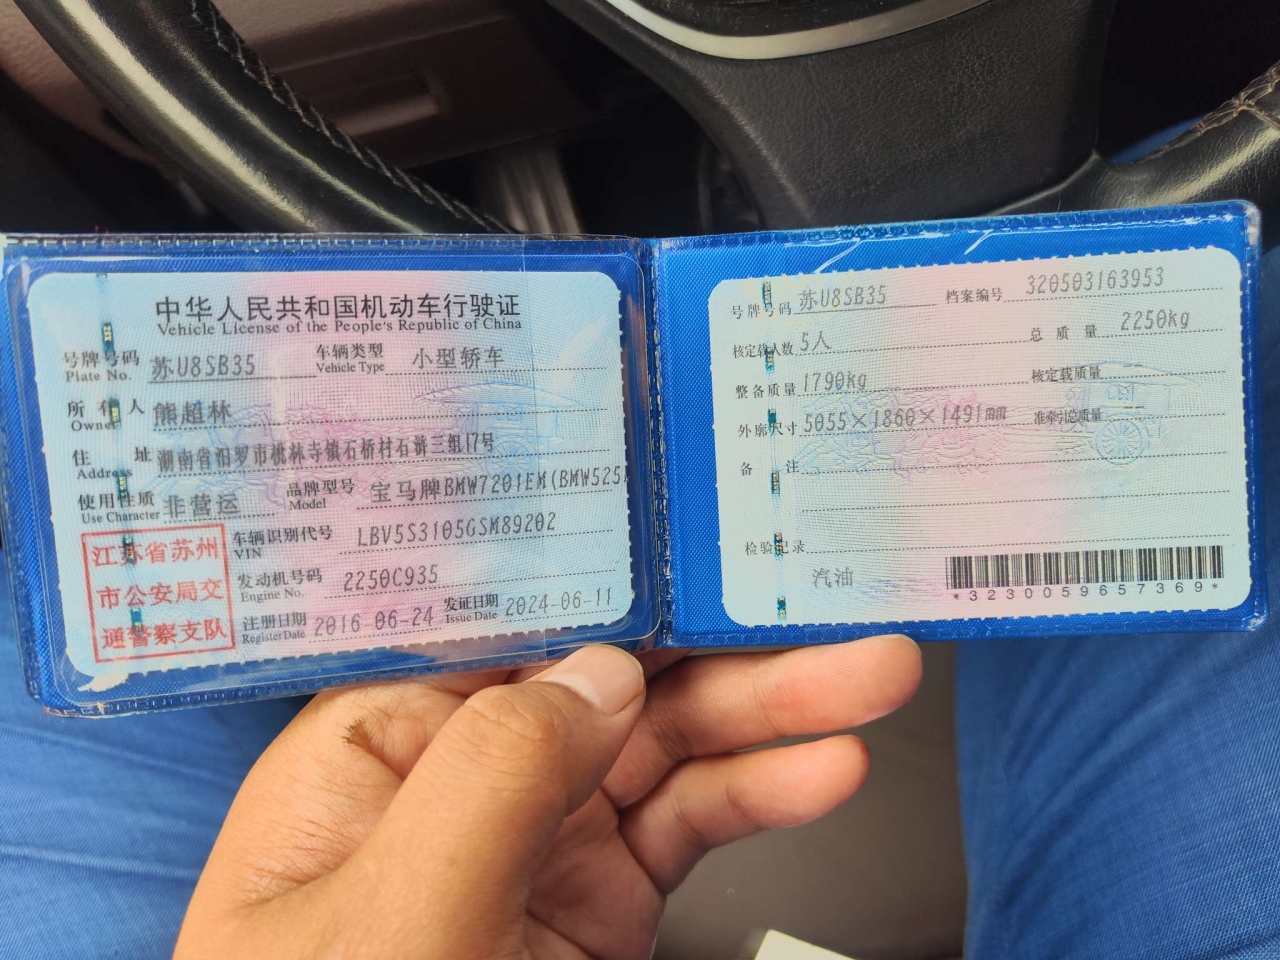 中华人民共和国机动车行驶证
Vehicle License of the People's Republic of China
号牌号码 苏U8SB35 车辆类型 小型轿车
Plate No. Vehicle Type
所有人 熊超林
Owner
住址 湖南省汨罗市桃林寺镇石桥村石 三组17号
Address
使用性质 非营运 品牌型号 宝马牌BMW7201EM(BMW525
Use Character Model
车辆识别代号 LBV5S3105GSM89202
VIN
发动机号码 2250C935
Engine No.
注册日期 2016-06-24 发证日期 2024-06-11
Register Date Issue Date
江苏省苏州
市公安局交
通警察支队
号牌号码 苏U8SB35 档案编号 320503163953
核定载人数 5人 总质量 2250kg
整备质量 1790kg 核定载质量
外廓尺寸 5055×1860×1491mm 准牵引总质量
备注
检验记录
汽油
*3230059657369*